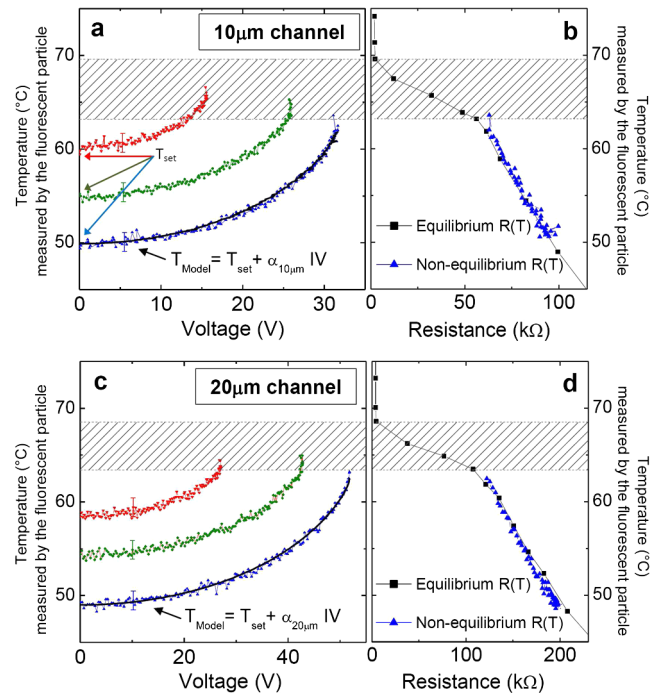 a
10μm channel
b
70
60
50
T_set
T_Model = T_set + α_10μm IV
0
10
20
30
Voltage (V)
Temperature (°C)
measured by the fluorescent particle
70
60
50
Equilibrium R(T)
Non-equilibrium R(T)
0
50
100
Resistance (kΩ)
Temperature (°C)
measured by the fluorescent particle
c
20μm channel
d
70
60
50
T_Model = T_set + α_20μm IV
0
20
40
Voltage (V)
Temperature (°C)
measured by the fluorescent particle
70
60
50
Equilibrium R(T)
Non-equilibrium R(T)
0
100
200
Resistance (kΩ)
Temperature (°C)
measured by the fluorescent particle